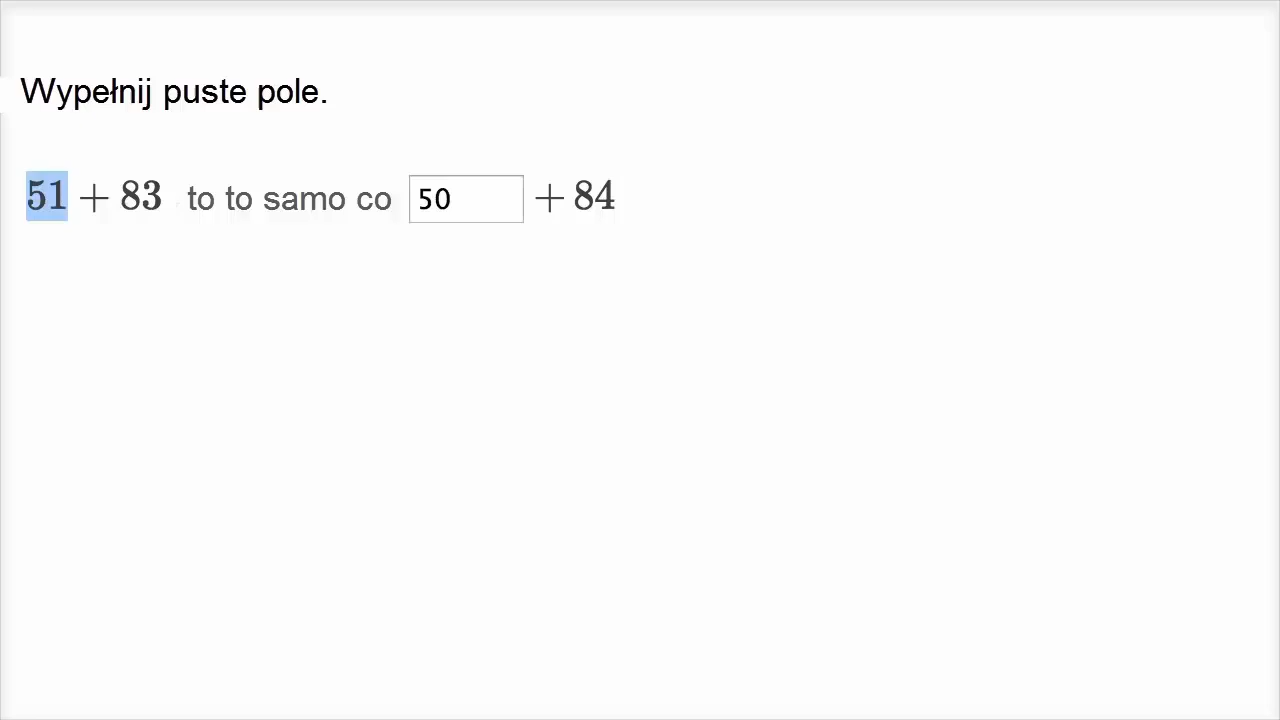 Wypełnij puste pole.
51 + 83 to to samo co 50 + 84